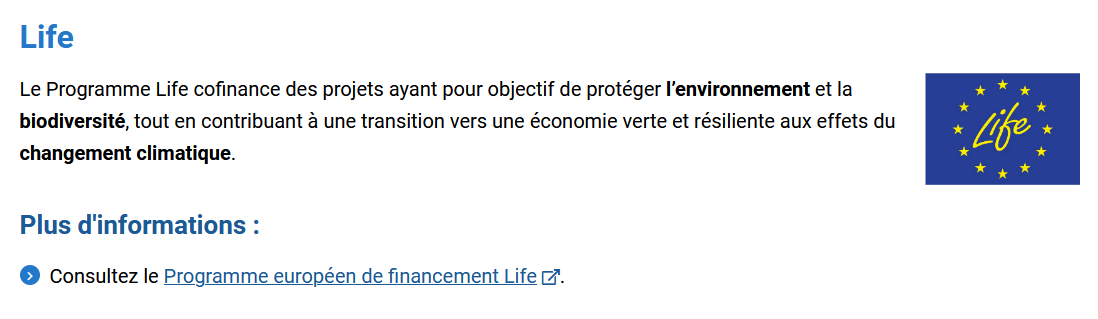 Life
Le Programme Life cofinance des projets ayant pour objectif de protéger l’environnement et la
biodiversité, tout en contribuant à une transition vers une économie verte et résiliente aux effets du
changement climatique.
Life
Plus d'informations :
Consultez le Programme européen de financement Life.